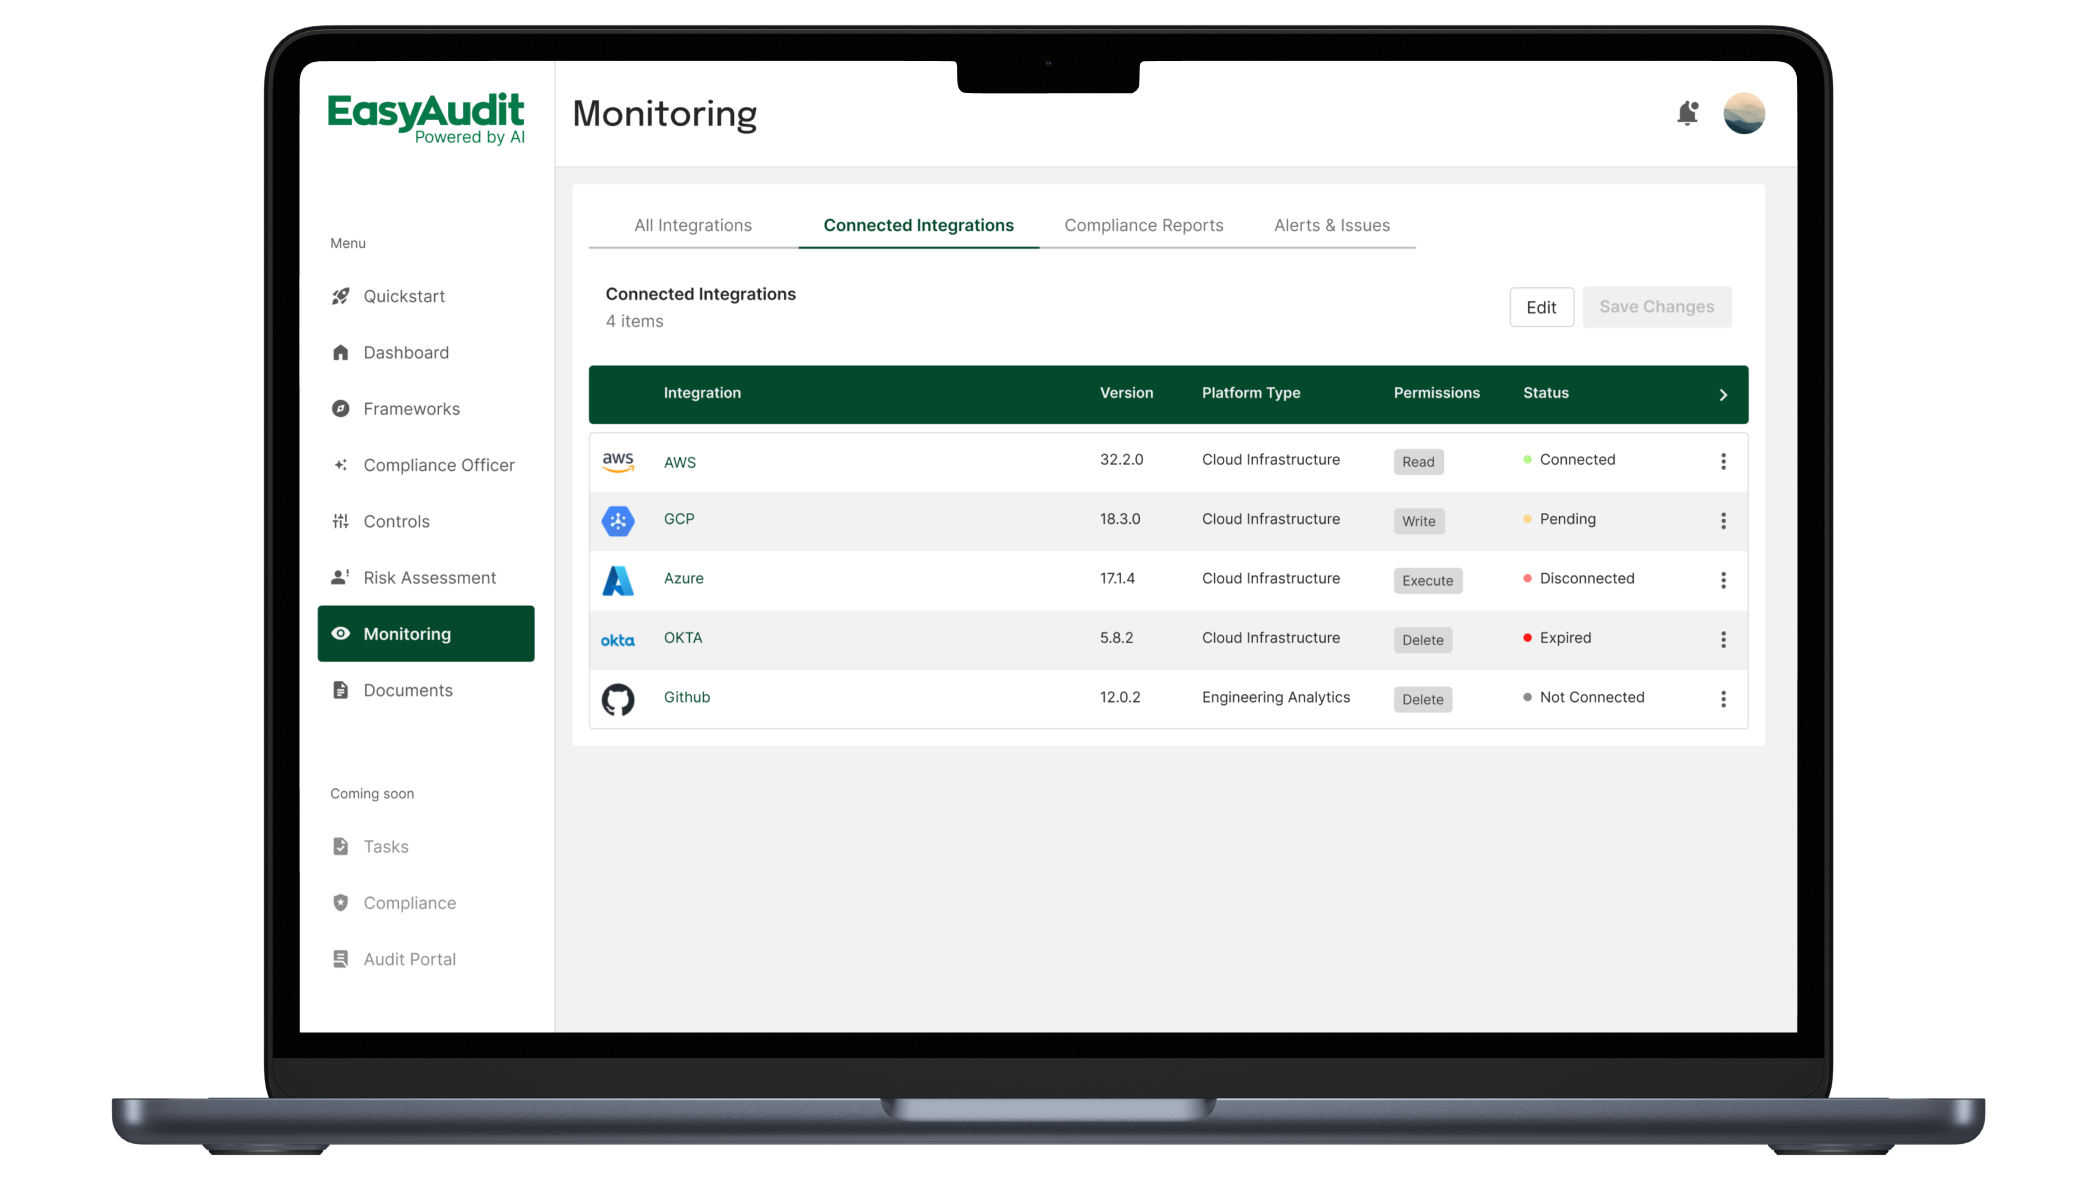 EasyAudit
Powered by AI
Monitoring
Menu
Quickstart
Dashboard
Frameworks
Compliance Officer
Controls
Risk Assessment
Monitoring
Documents
Coming soon
Tasks
Compliance
Audit Portal
All Integrations Connected Integrations Compliance Reports Alerts & Issues
Connected Integrations
4 items
Edit Save Changes
Integration Version Platform Type Permissions Status
aws AWS 32.2.0 Cloud Infrastructure Read Connected
GCP 18.3.0 Cloud Infrastructure Write Pending
Azure 17.1.4 Cloud Infrastructure Execute Disconnected
okta OKTA 5.8.2 Cloud Infrastructure Delete Expired
Github 12.0.2 Engineering Analytics Delete Not Connected